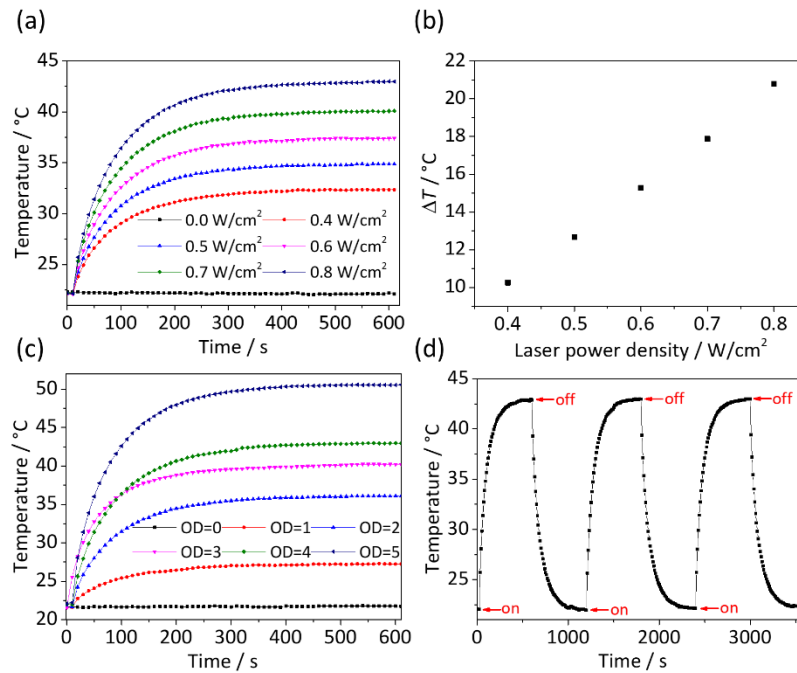 (a)
45
40
35
30
25
0.0 W/cm² 0.4 W/cm²
0.5 W/cm² 0.6 W/cm²
0.7 W/cm² 0.8 W/cm²
0 100 200 300 400 500 600
Time / s
Temperature / °C
(b)
22
20
18
16
14
12
10
0.4 0.5 0.6 0.7 0.8
Laser power density / W/cm²
ΔT / °C
(c)
50
45
40
35
30
25
20
OD=0 OD=1 OD=2
OD=3 OD=4 OD=5
0 100 200 300 400 500 600
Time / s
Temperature / °C
(d)
45
40
35
30
25
off off off
on on on
0 1000 2000 3000
Time / s
Temperature / °C